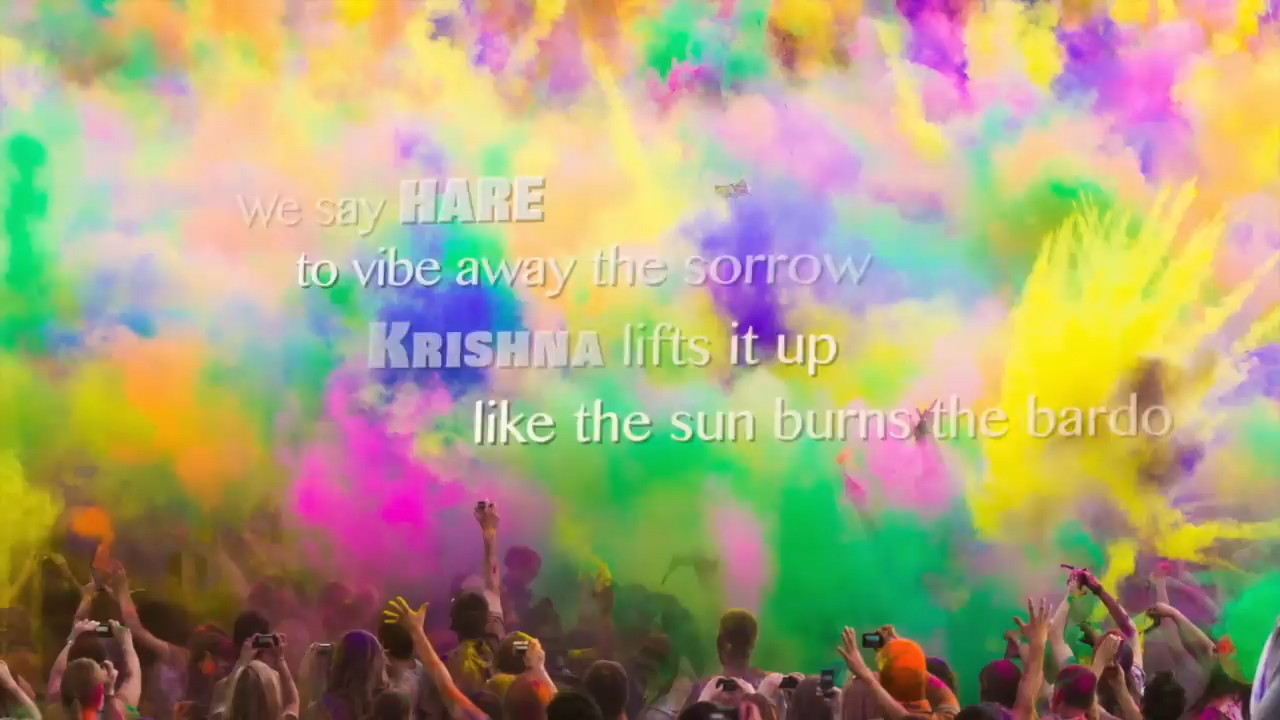 we say HARE
to vibe away the sorrow
KRISHNA lifts it up
like the sun burns the bardo